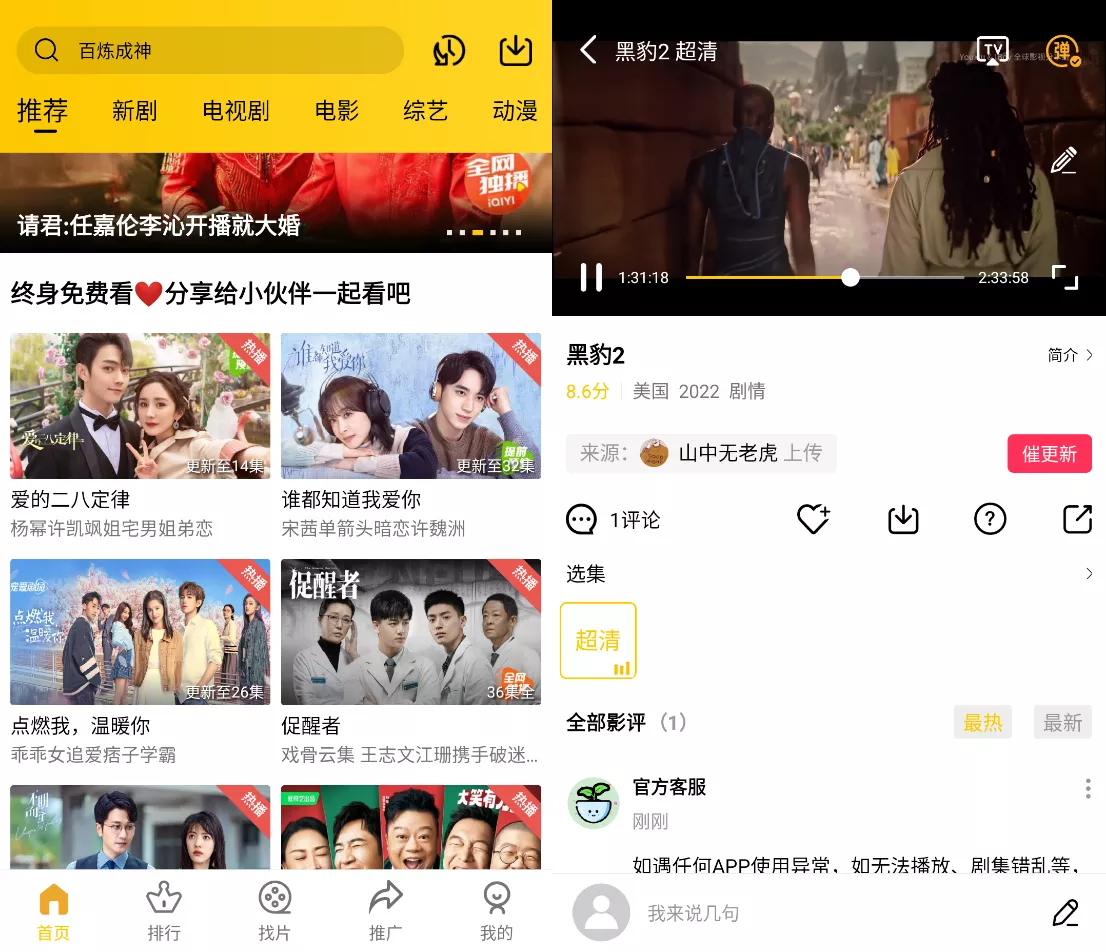 百炼成神
推荐
新剧
电视剧
电影
综艺
动漫
全网
独播
iQIYI
请君:任嘉伦李沁开播就大婚
终身免费看❤️分享给小伙伴一起看吧
热播
爱的二八定律
更新至14集
爱的二八定律
杨幂许凯飒姐宅男姐弟恋
热播
谁都知道我爱你
提前
更新至32集
谁都知道我爱你
宋茜单箭头暗恋许魏洲
热播
点燃我
温暖你
更新至26集
点燃我，温暖你
乖乖女追爱痞子学霸
热播
促醒者
全网
36集全
促醒者
戏骨云集 王志文江珊携手破迷...
热播
热播
大笑有
首页
排行
找片
推广
我的
黑豹2 超清
TV
弹
1:31:18
2:33:58
黑豹2
简介
8.6分
美国 2022 剧情
来源：
山中无老虎 上传
催更新
1评论
选集
超清
全部影评（1）
最热
最新
官方客服
刚刚
如遇任何APP使用异常，如无法播放、剧集错乱等，
我来说几句